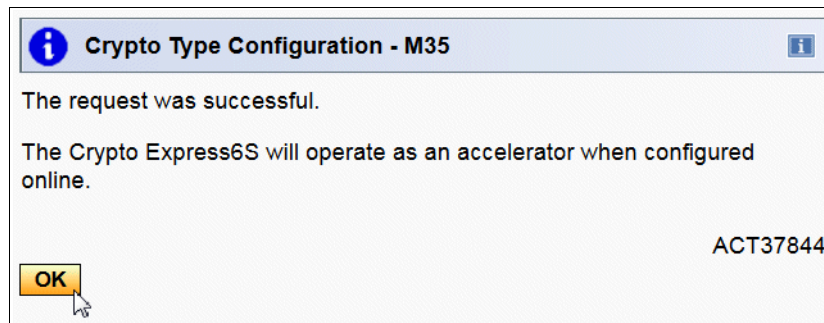 Crypto Type Configuration - M35
The request was successful.
The Crypto Express6S will operate as an accelerator when configured
online.
ACT37844
OK